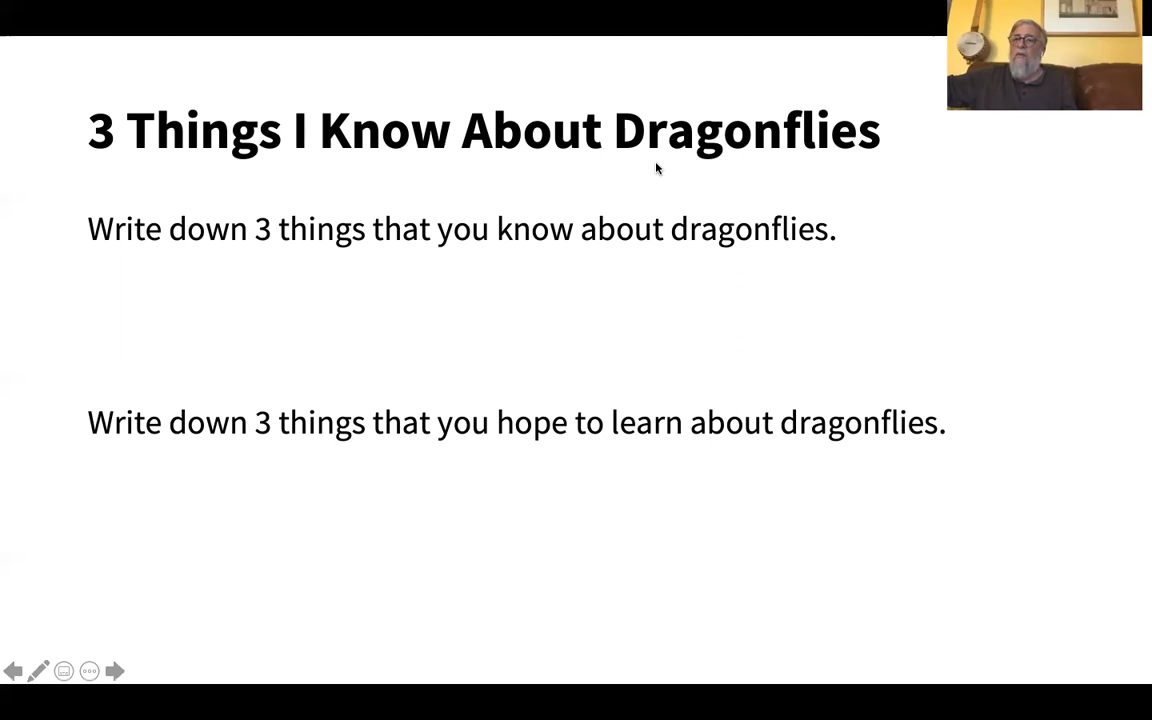 3 Things I Know About Dragonflies
Write down 3 things that you know about dragonflies.
Write down 3 things that you hope to learn about dragonflies.